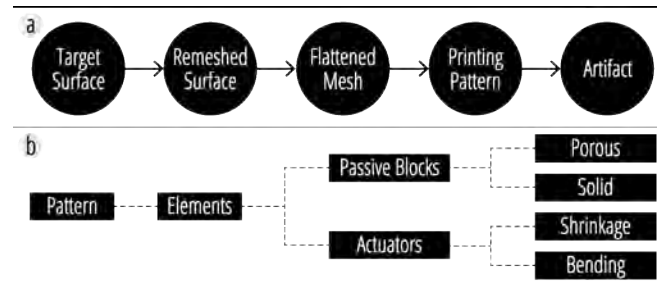 a
Target
Surface
Remeshed
Surface
Flattened
Mesh
Printing
Pattern
Artifact
b
Pattern
Elements
Passive Blocks
Actuators
Porous
Solid
Shrinkage
Bending